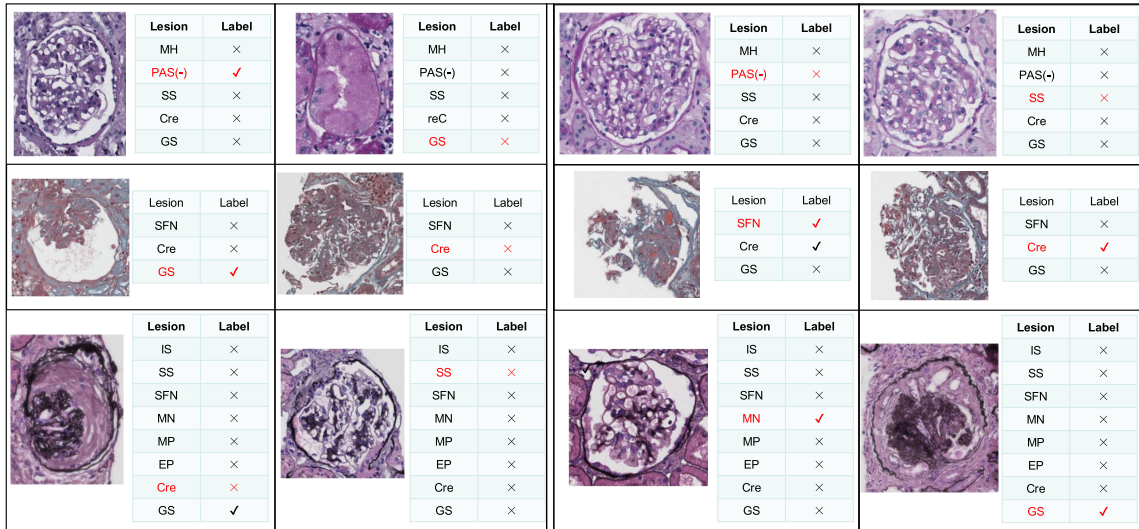 Lesion Label
MH ×
PAS(-) ✓
SS ×
Cre ×
GS ×
Lesion Label
MH ×
PAS(-) ×
SS ×
reC ×
GS ×
Lesion Label
MH ×
PAS(-) ×
SS ×
Cre ×
GS ×
Lesion Label
MH ×
PAS(-) ×
SS ×
Cre ×
GS ×
Lesion Label
SFN ×
Cre ×
GS ✓
Lesion Label
SFN ×
Cre ×
GS ×
Lesion Label
SFN ✓
Cre ✓
GS ×
Lesion Label
SFN ×
Cre ✓
GS ×
Lesion Label
IS ×
SS ×
SFN ×
MN ×
MP ×
EP ×
Cre ×
GS ✓
Lesion Label
IS ×
SS ×
SFN ×
MN ×
MP ×
EP ×
Cre ×
GS ×
Lesion Label
IS ×
SS ×
SFN ×
MN ✓
MP ×
EP ×
Cre ×
GS ×
Lesion Label
IS ×
SS ×
SFN ×
MN ×
MP ×
EP ×
Cre ×
GS ✓